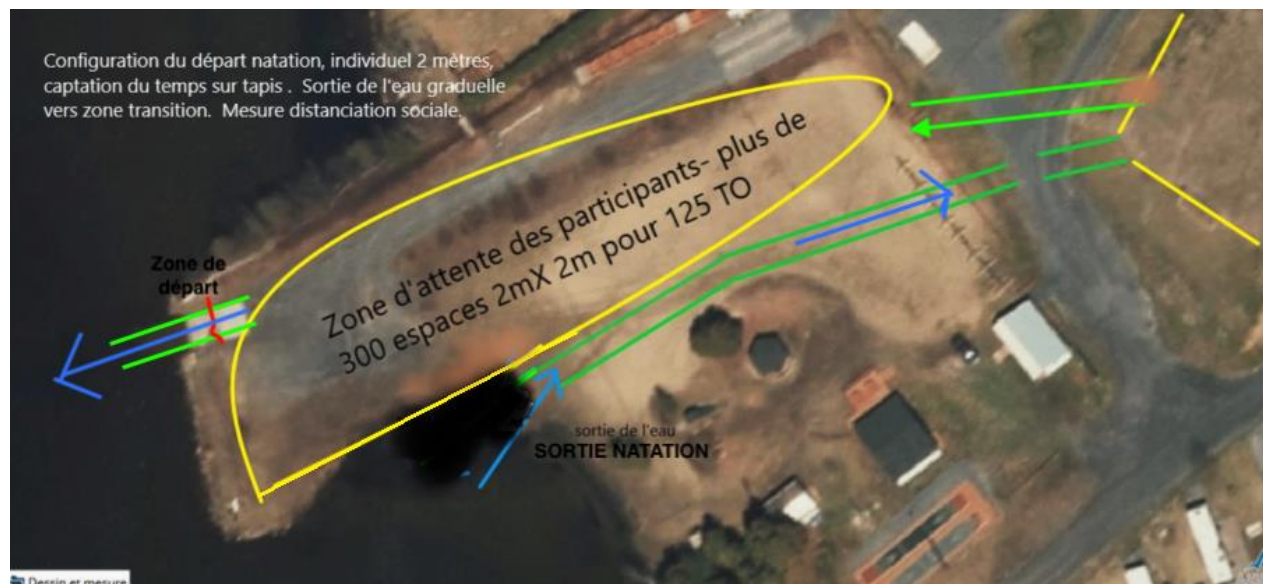 Configuration du départ natation, individuel 2 mètres,
captation du temps sur tapis . Sortie de l'eau graduelle
vers zone transition. Mesure distanciation sociale.
Zone d'attente des participants- plus de
300 espaces 2mX 2m pour 125 TO
Zone de
départ
sortie de l'eau
SORTIE NATATION
Dessin et mesure